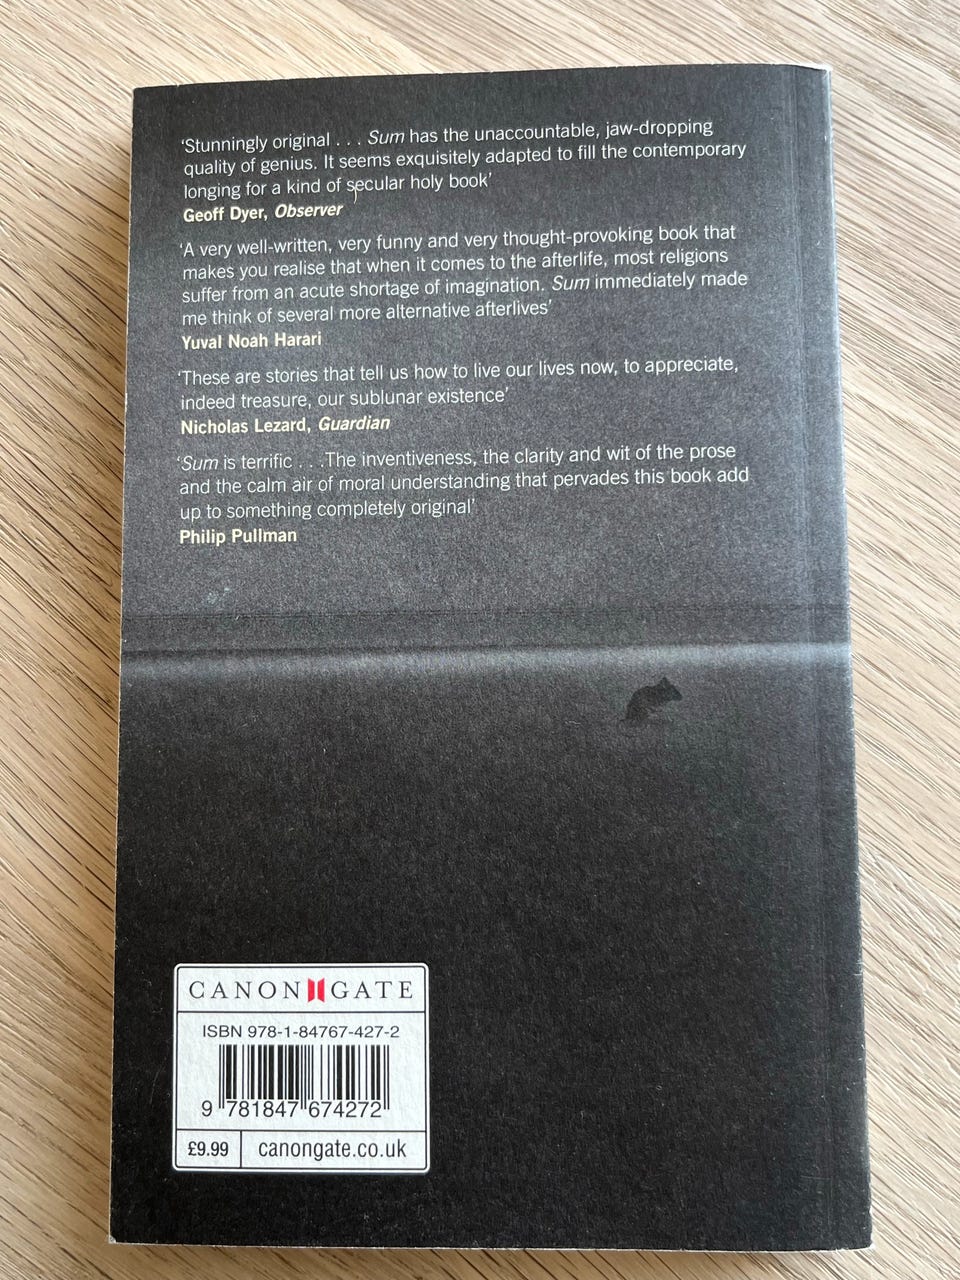 ‘Stunningly original . . . Sum has the unaccountable, jaw-dropping
quality of genius. It seems exquisitely adapted to fill the contemporary
longing for a kind of secular holy book’
Geoff Dyer, Observer
‘A very well-written, very funny and very thought-provoking book that
makes you realise that when it comes to the afterlife, most religions
suffer from an acute shortage of imagination. Sum immediately made
me think of several more alternative afterlives’
Yuval Noah Harari
‘These are stories that tell us how to live our lives now, to appreciate,
indeed treasure, our sublunar existence’
Nicholas Lezard, Guardian
‘Sum is terrific . . .The inventiveness, the clarity and wit of the prose
and the calm air of moral understanding that pervades this book add
up to something completely original’
Philip Pullman
CANONGATE
ISBN 978-1-84767-427-2
9 781847 674272
£9.99 canongate.co.uk